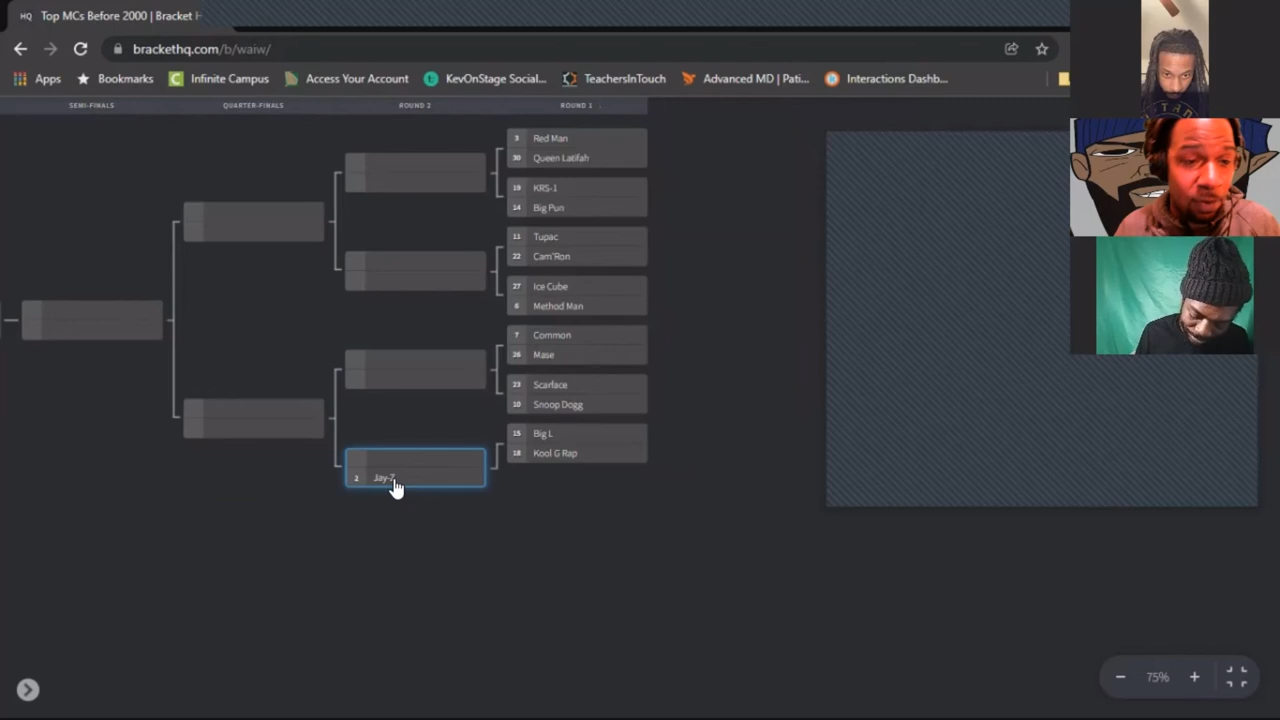 HQ Top MCs Before 2000 | Bracket H
brackethq.com/b/waiw/
Apps Bookmarks Infinite Campus Access Your Account KevOnStage Social... TeachersInTouch Advanced MD | Pati... Interactions Dashb...
SEMI-FINALS QUARTER-FINALS ROUND 2 ROUND 1
3 Red Man
30 Queen Latifah
19 KRS-1
14 Big Pun
11 Tupac
22 Cam'Ron
27 Ice Cube
6 Method Man
7 Common
26 Mase
23 Scarface
10 Snoop Dogg
15 Big L
18 Kool G Rap
2 Jay-Z
75%